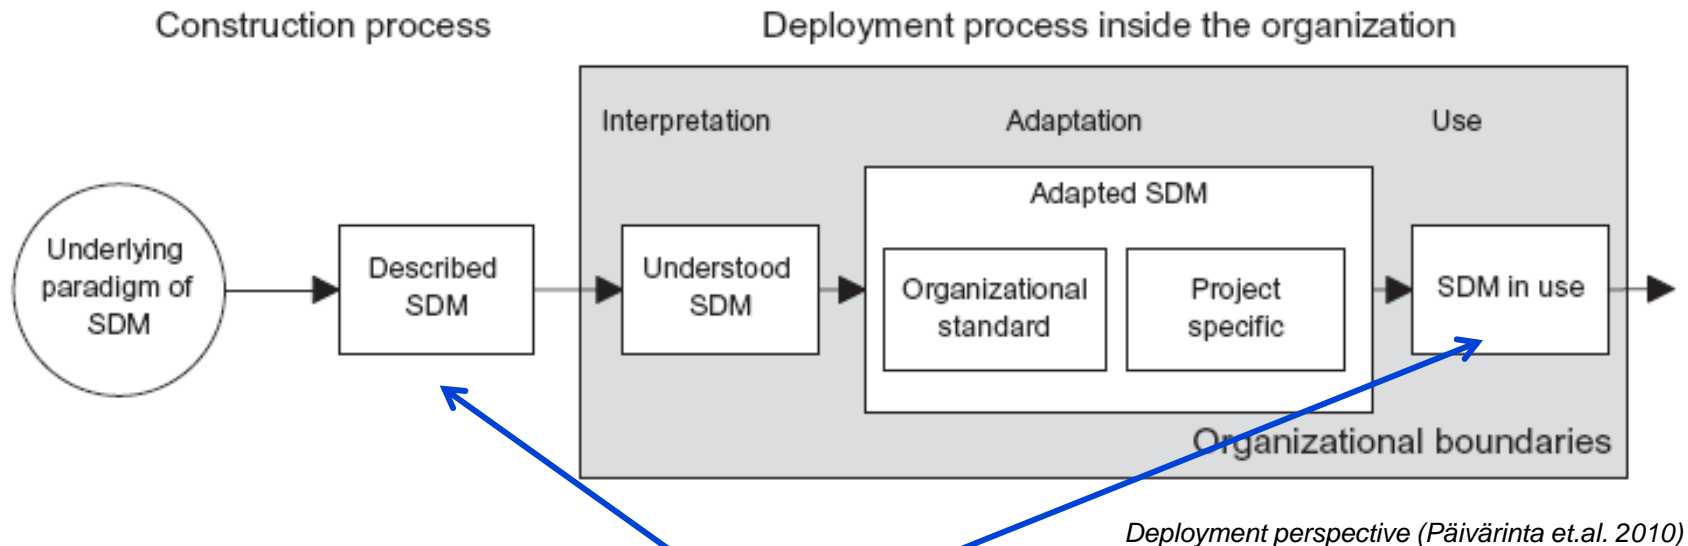 Construction process
Deployment process inside the organization
Interpretation
Adaptation
Use
Underlying
paradigm of
SDM
Described
SDM
Understood
SDM
Adapted SDM
Organizational
standard
Project
specific
SDM in use
Organizational boundaries
Deployment perspective (Päivärinta et.al. 2010)